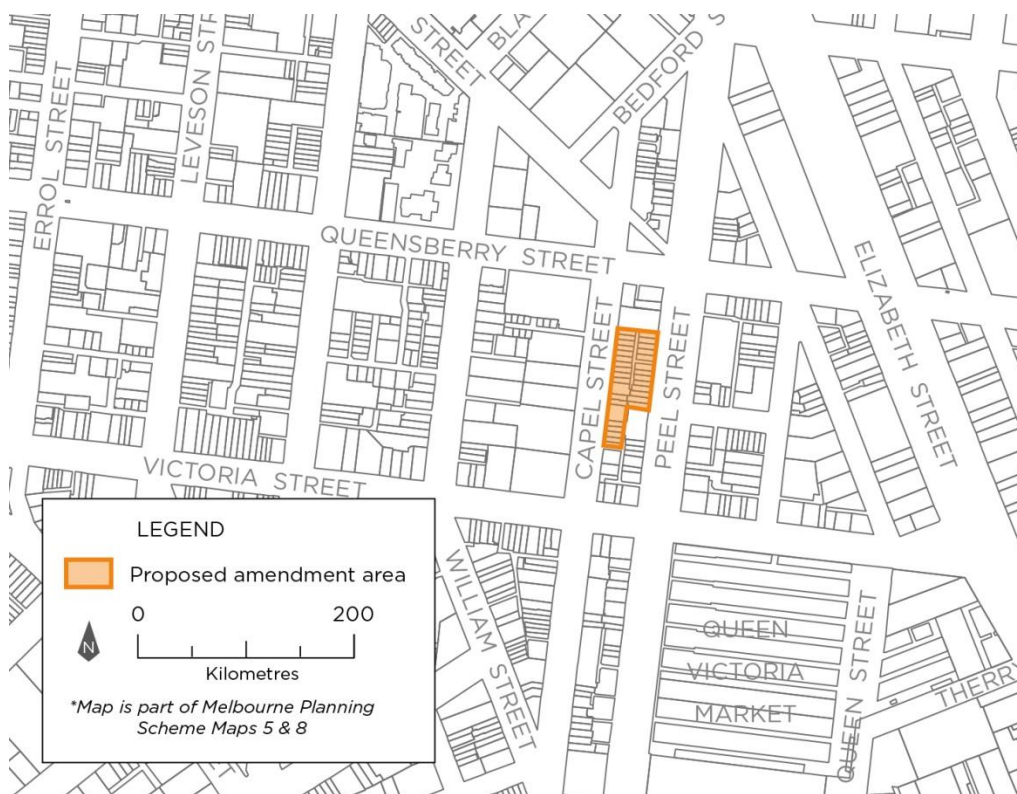 ERROL STREET
LEVESON STR
STREET
BLA
BEDFORD S
QUEENSBERRY STREET
ELIZABETH STREET
CAPEL STREET
PEEL STREET
VICTORIA STREET
WILLIAM STREET
QUEEN
VICTORIA
MARKET
QUEEN STREET
THERR
LEGEND
Proposed amendment area
0 200
N
Kilometres
*Map is part of Melbourne Planning
Scheme Maps 5 & 8